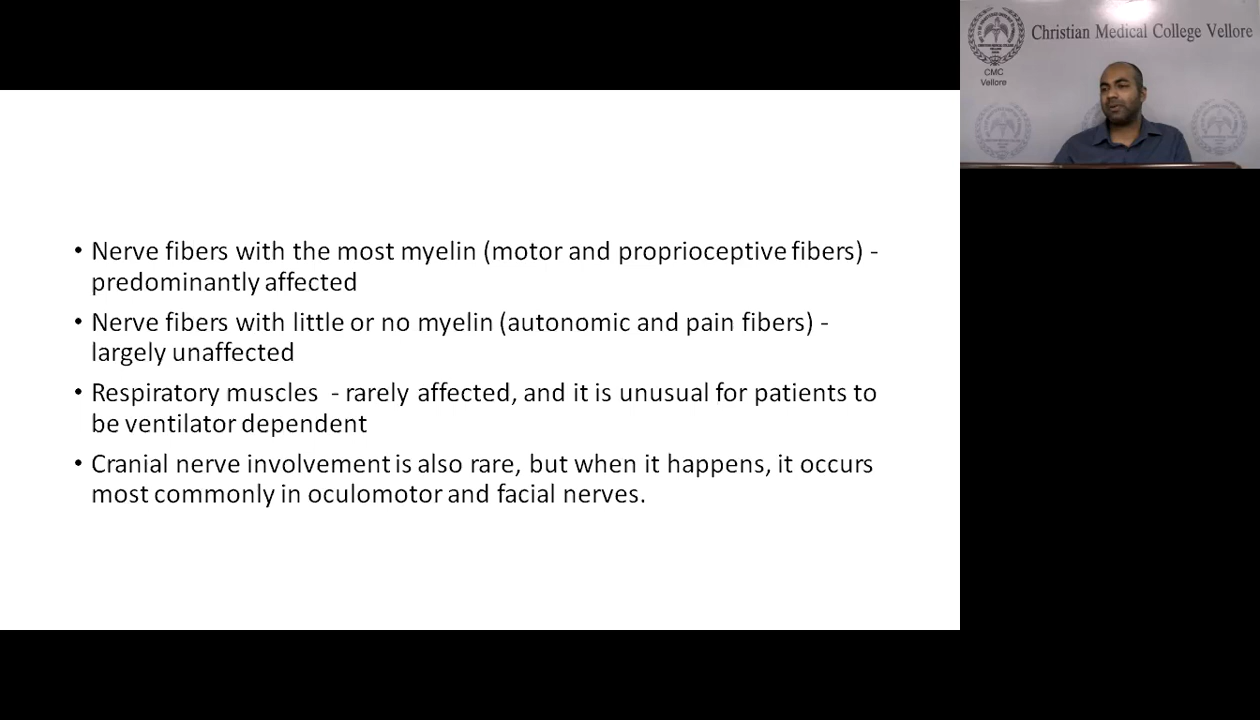 • Nerve fibers with the most myelin (motor and proprioceptive fibers) -
predominantly affected
• Nerve fibers with little or no myelin (autonomic and pain fibers) -
largely unaffected
• Respiratory muscles - rarely affected, and it is unusual for patients to
be ventilator dependent
• Cranial nerve involvement is also rare, but when it happens, it occurs
most commonly in oculomotor and facial nerves.
Christian Medical College Vellore
CMC
Vellore